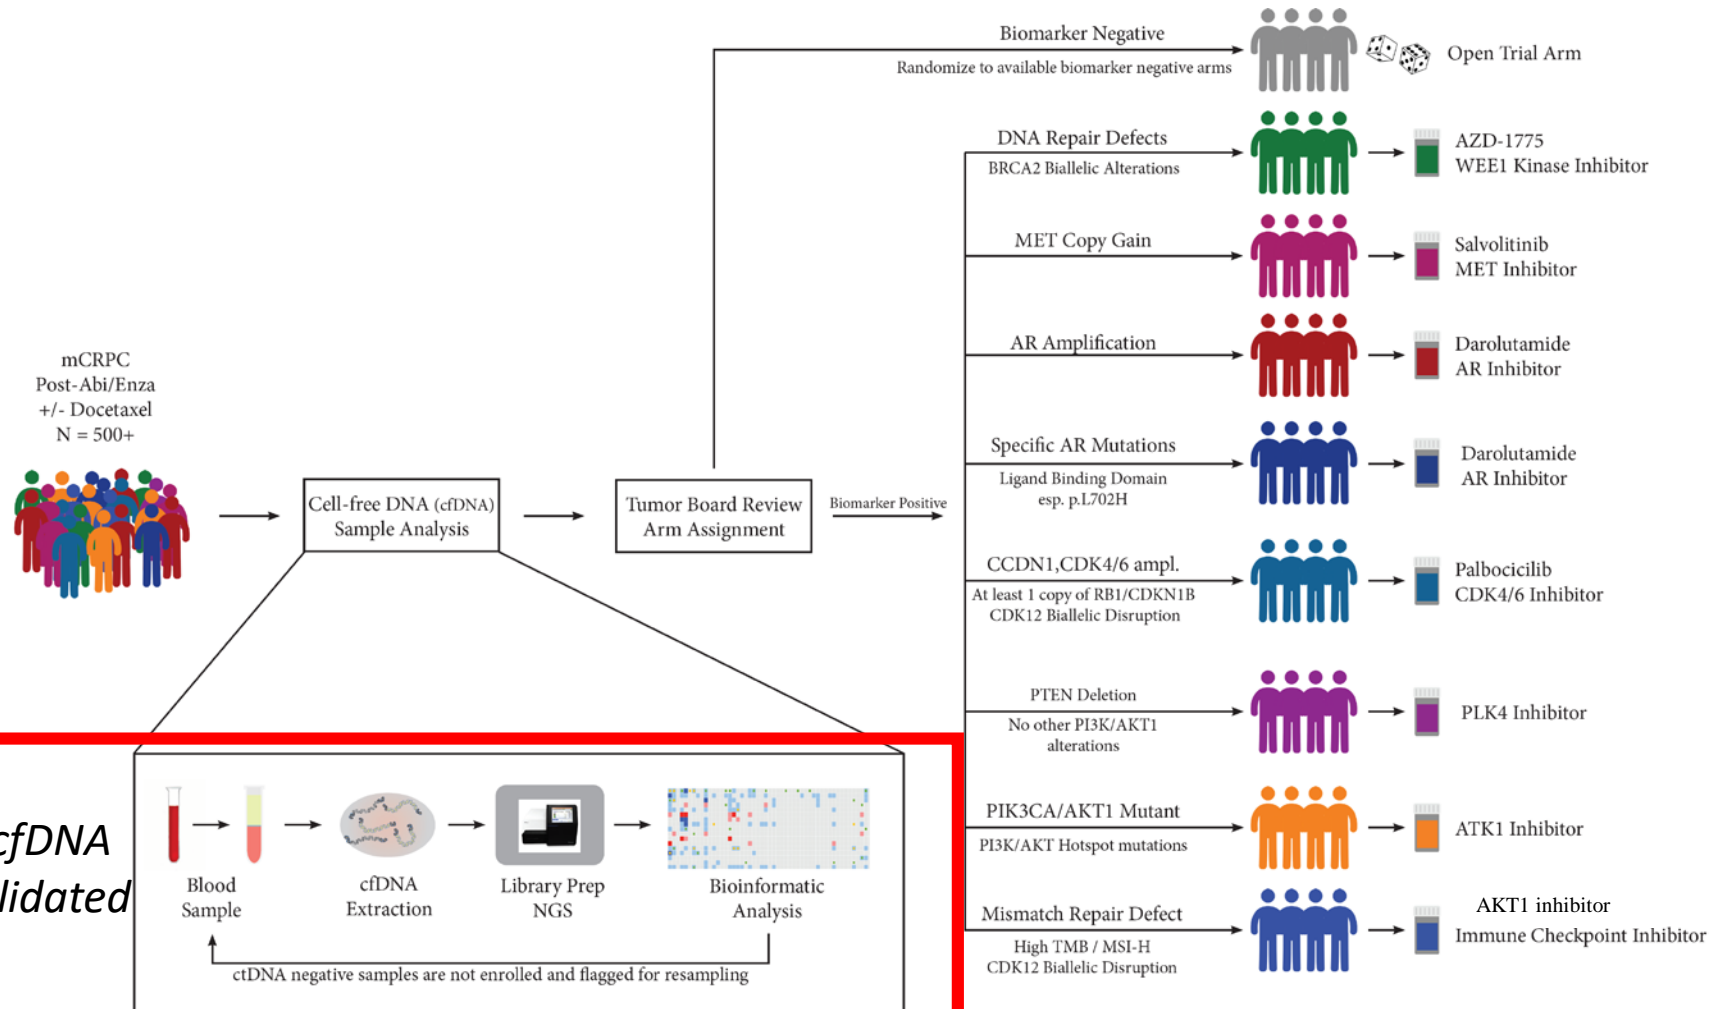 Biomarker Negative
Randomize to available biomarker negative arms
Open Trial Arm
DNA Repair Defects
BRCA2 Biallelic Alterations
AZD-1775
WEE1 Kinase Inhibitor
MET Copy Gain
Salvolitinib
MET Inhibitor
AR Amplification
Darolutamide
AR Inhibitor
mCRPC
Post-Abi/Enza
+/- Docetaxel
N = 500+
Specific AR Mutations
Ligand Binding Domain
esp. p.L702H
Darolutamide
AR Inhibitor
Cell-free DNA (cfDNA)
Sample Analysis
Tumor Board Review
Arm Assignment
Biomarker Positive
CCDN1,CDK4/6 ampl.
At least 1 copy of RB1/CDKN1B
CDK12 Biallelic Disruption
Palbocicilib
CDK4/6 Inhibitor
PTEN Deletion
No other PI3K/AKT1
alterations
PLK4 Inhibitor
PIK3CA/AKT1 Mutant
PI3K/AKT Hotspot mutations
ATK1 Inhibitor
Mismatch Repair Defect
High TMB / MSI-H
CDK12 Biallelic Disruption
AKT1 inhibitor
Immune Checkpoint Inhibitor
cfDNA
lidated
Blood
Sample
cfDNA
Extraction
Library Prep
NGS
Bioinformatic
Analysis
ctDNA negative samples are not enrolled and flagged for resampling